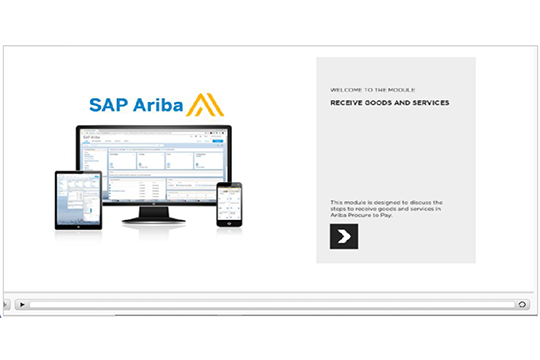 SAP Ariba
WELCOME TO THE MODULE
RECEIVE GOODS AND SERVICES
This module is designed to discuss the
steps to receive goods and services in
Ariba Procure to Pay.